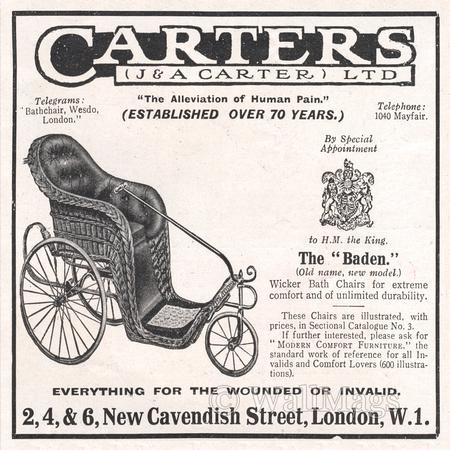 CARTERS
(J & A CARTER) LTD
Telegrams:
"Bathchair, Wesdo,
London."
"The Alleviation of Human Pain."
(ESTABLISHED OVER 70 YEARS.)
Telephone:
1040 Mayfair.
By Special
Appointment
to H.M. the King.
The "Baden."
(Old name, new model.)
Wicker Bath Chairs for extreme
comfort and of unlimited durability.
These Chairs are illustrated, with
prices, in Sectional Catalogue No. 3.
If further interested, please ask for
"MODERN COMFORT FURNITURE," the
standard work of reference for all In-
valids and Comfort Lovers (600 illustra-
tions).
EVERYTHING FOR THE WOUNDED OR INVALID.
© WallMags
2, 4, & 6, New Cavendish Street, London, W.1.